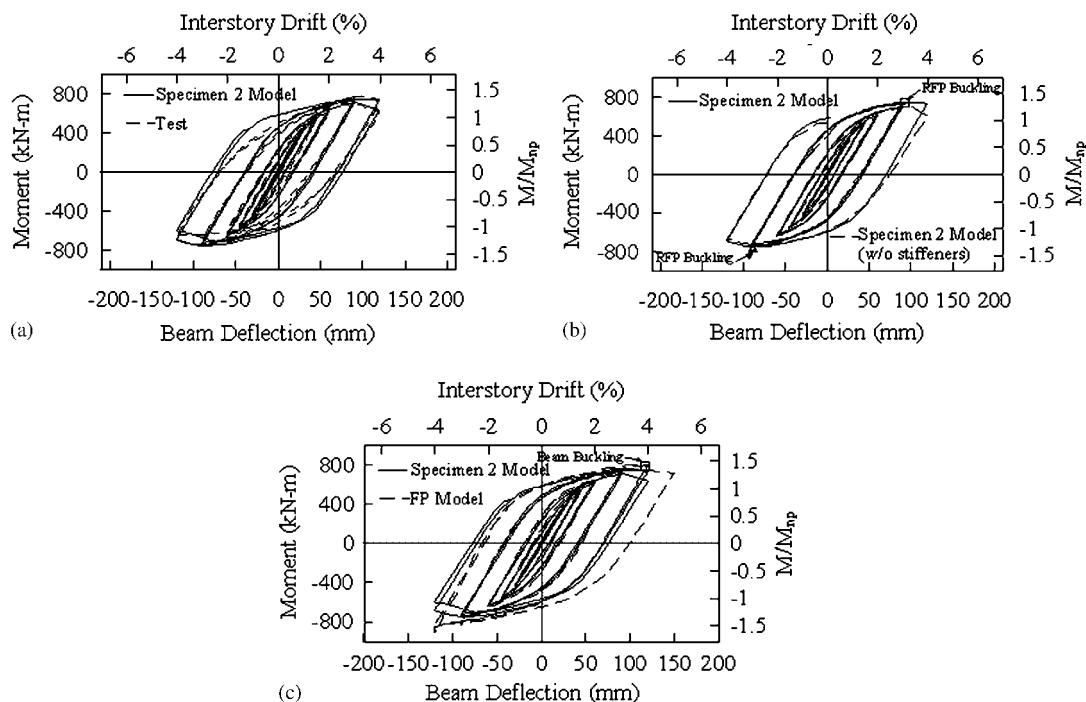 Interstory Drift (%)
-6 -4 -2 0 2 4 6
Moment (kN-m)
800
400
0
-400
-800
Specimen 2 Model
Test
1.5
1
0.5
0
-0.5
-1
-1.5
M/Mnp
-200-150-100 -50 0 50 100 150 200
Beam Deflection (mm)
(a)
Interstory Drift (%)
-6 -4 -2 0 2 4 6
Moment (kN-m)
800
400
0
-400
-800
Specimen 2 Model
RFP Buckling
Specimen 2 Model
(w/o stiffeners)
RFP Buckling
1.5
1
0.5
0
-0.5
-1
-1.5
M/Mnp
-200-150-100 -50 0 50 100 150 200
Beam Deflection (mm)
(b)
Interstory Drift (%)
-6 -4 -2 0 2 4 6
Moment (kN-m)
800
400
0
-400
-800
Beam Buckling
Specimen 2 Model
FP Model
1.5
1
0.5
0
-0.5
-1
-1.5
M/Mnp
-200-150-100 -50 0 50 100 150 200
Beam Deflection (mm)
(c)